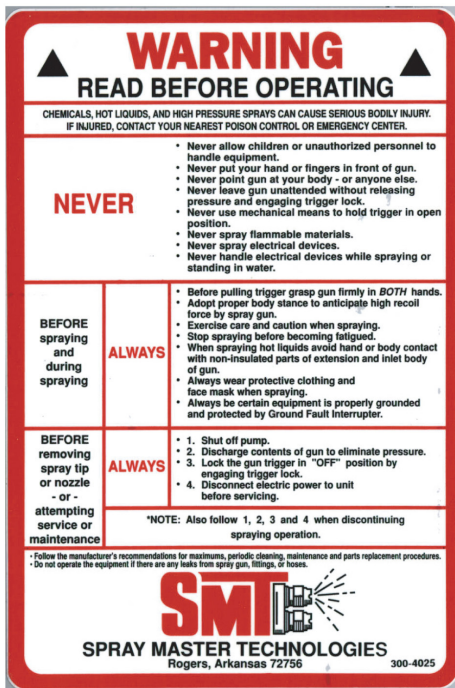 WARNING
READ BEFORE OPERATING
CHEMICALS, HOT LIQUIDS, AND HIGH PRESSURE SPRAYS CAN CAUSE SERIOUS BODILY INJURY.
IF INJURED, CONTACT YOUR NEAREST POISON CONTROL OR EMERGENCY CENTER.
NEVER
• Never allow children or unauthorized personnel to
handle equipment.
• Never put your hand or fingers in front of gun.
• Never point gun at your body - or anyone else.
• Never leave gun unattended without releasing
pressure and engaging trigger lock.
• Never use mechanical means to hold trigger in open
position.
• Never spray flammable materials.
• Never spray electrical devices.
• Never handle electrical devices while spraying or
standing in water.
BEFORE
spraying
and
during
spraying
ALWAYS
• Before pulling trigger grasp gun firmly in BOTH hands.
• Adopt proper body stance to anticipate high recoil
force by spray gun.
• Exercise care and caution when spraying.
• Stop spraying before becoming fatigued.
• When spraying hot liquids avoid hand or body contact
with non-insulated parts of extension and inlet body
of gun.
• Always wear protective clothing and
face mask when spraying.
• Always be certain equipment is properly grounded
and protected by Ground Fault Interrupter.
BEFORE
removing
spray tip
or nozzle
- or -
attempting
service or
maintenance
ALWAYS
• 1. Shut off pump.
• 2. Discharge contents of gun to eliminate pressure.
• 3. Lock the gun trigger in "OFF" position by
engaging trigger lock.
• 4. Disconnect electric power to unit
before servicing.
*NOTE: Also follow 1, 2, 3 and 4 when discontinuing
spraying operation.
• Follow the manufacturer's recommendations for maximums, periodic cleaning, maintenance and parts replacement procedures.
• Do not operate the equipment if there are any leaks from spray gun, fittings, or hoses.
SMT
SPRAY MASTER TECHNOLOGIES
Rogers, Arkansas 72756
300-4025